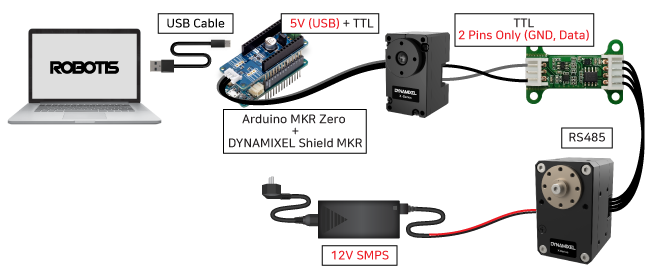 USB Cable
5V (USB) + TTL
TTL
2 Pins Only (GND, Data)
ROBOTIS
Arduino MKR Zero
+
DYNAMIXEL Shield MKR
DYNAMIXEL
RS485
12V SMPS
DYNAMIXEL